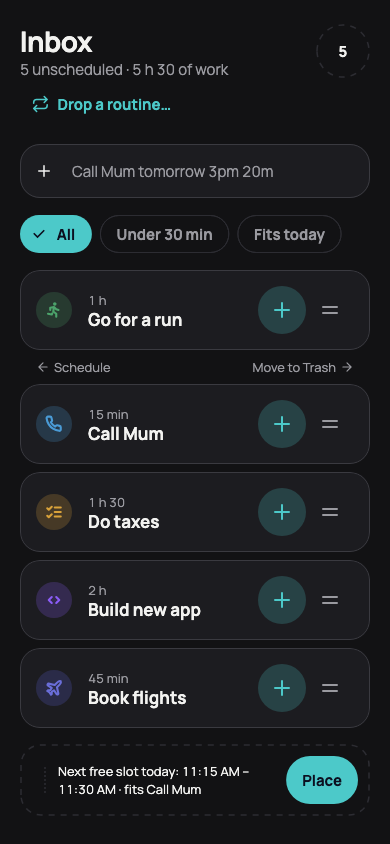 Inbox
5
5 unscheduled · 5 h 30 of work
Drop a routine...
Call Mum tomorrow 3pm 20m
All
Under 30 min
Fits today
1 h
Go for a run
Schedule
Move to Trash
15 min
Call Mum
1 h 30
Do taxes
2 h
Build new app
45 min
Book flights
Next free slot today: 11:15 AM –
11:30 AM · fits Call Mum
Place